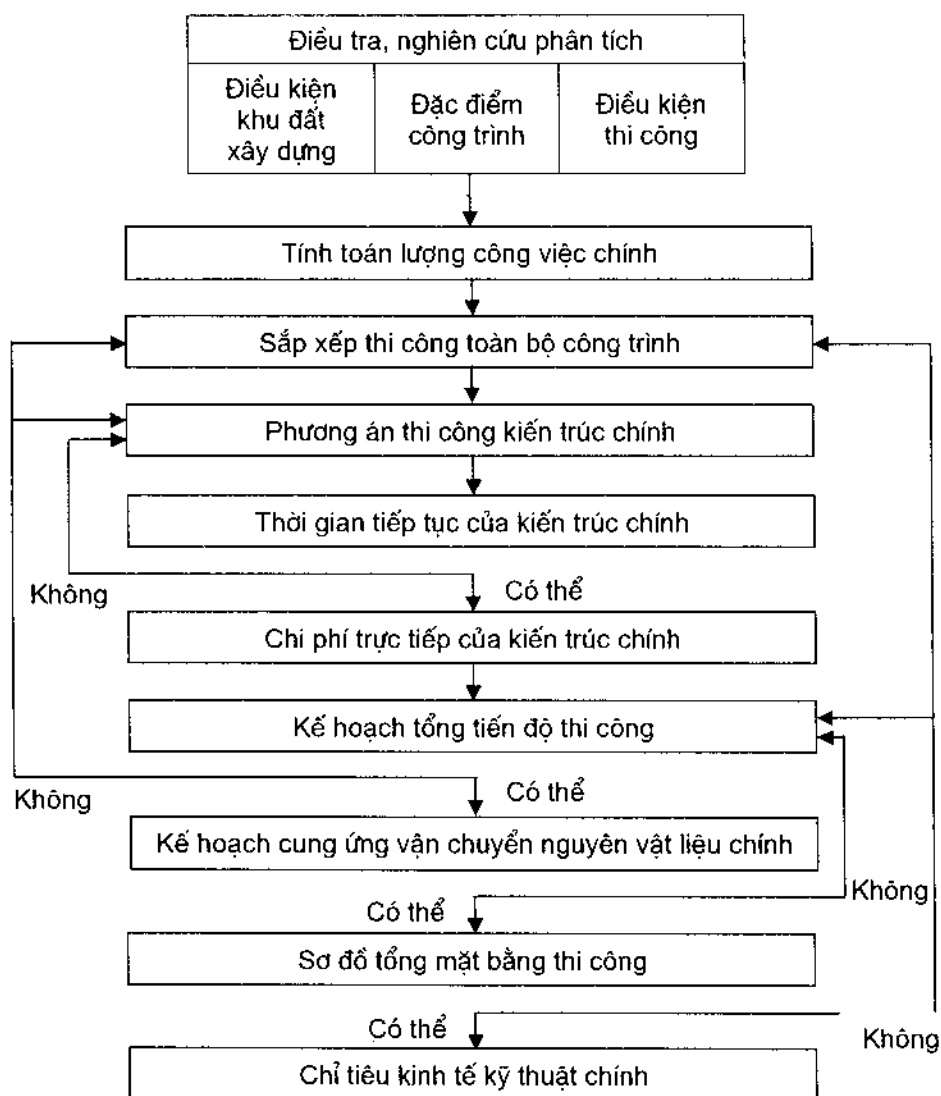 Điều tra, nghiên cứu phân tích
Điều kiện
khu đất
xây dựng
Đặc điểm
công trình
Điều kiện
thi công
Tính toán lượng công việc chính
Sắp xếp thi công toàn bộ công trình
Phương án thi công kiến trúc chính
Thời gian tiếp tục của kiến trúc chính
Không
Có thể
Chi phí trực tiếp của kiến trúc chính
Kế hoạch tổng tiến độ thi công
Không
Có thể
Kế hoạch cung ứng vận chuyển nguyên vật liệu chính
Không
Có thể
Sơ đồ tổng mặt bằng thi công
Có thể
Không
Chỉ tiêu kinh tế kỹ thuật chính